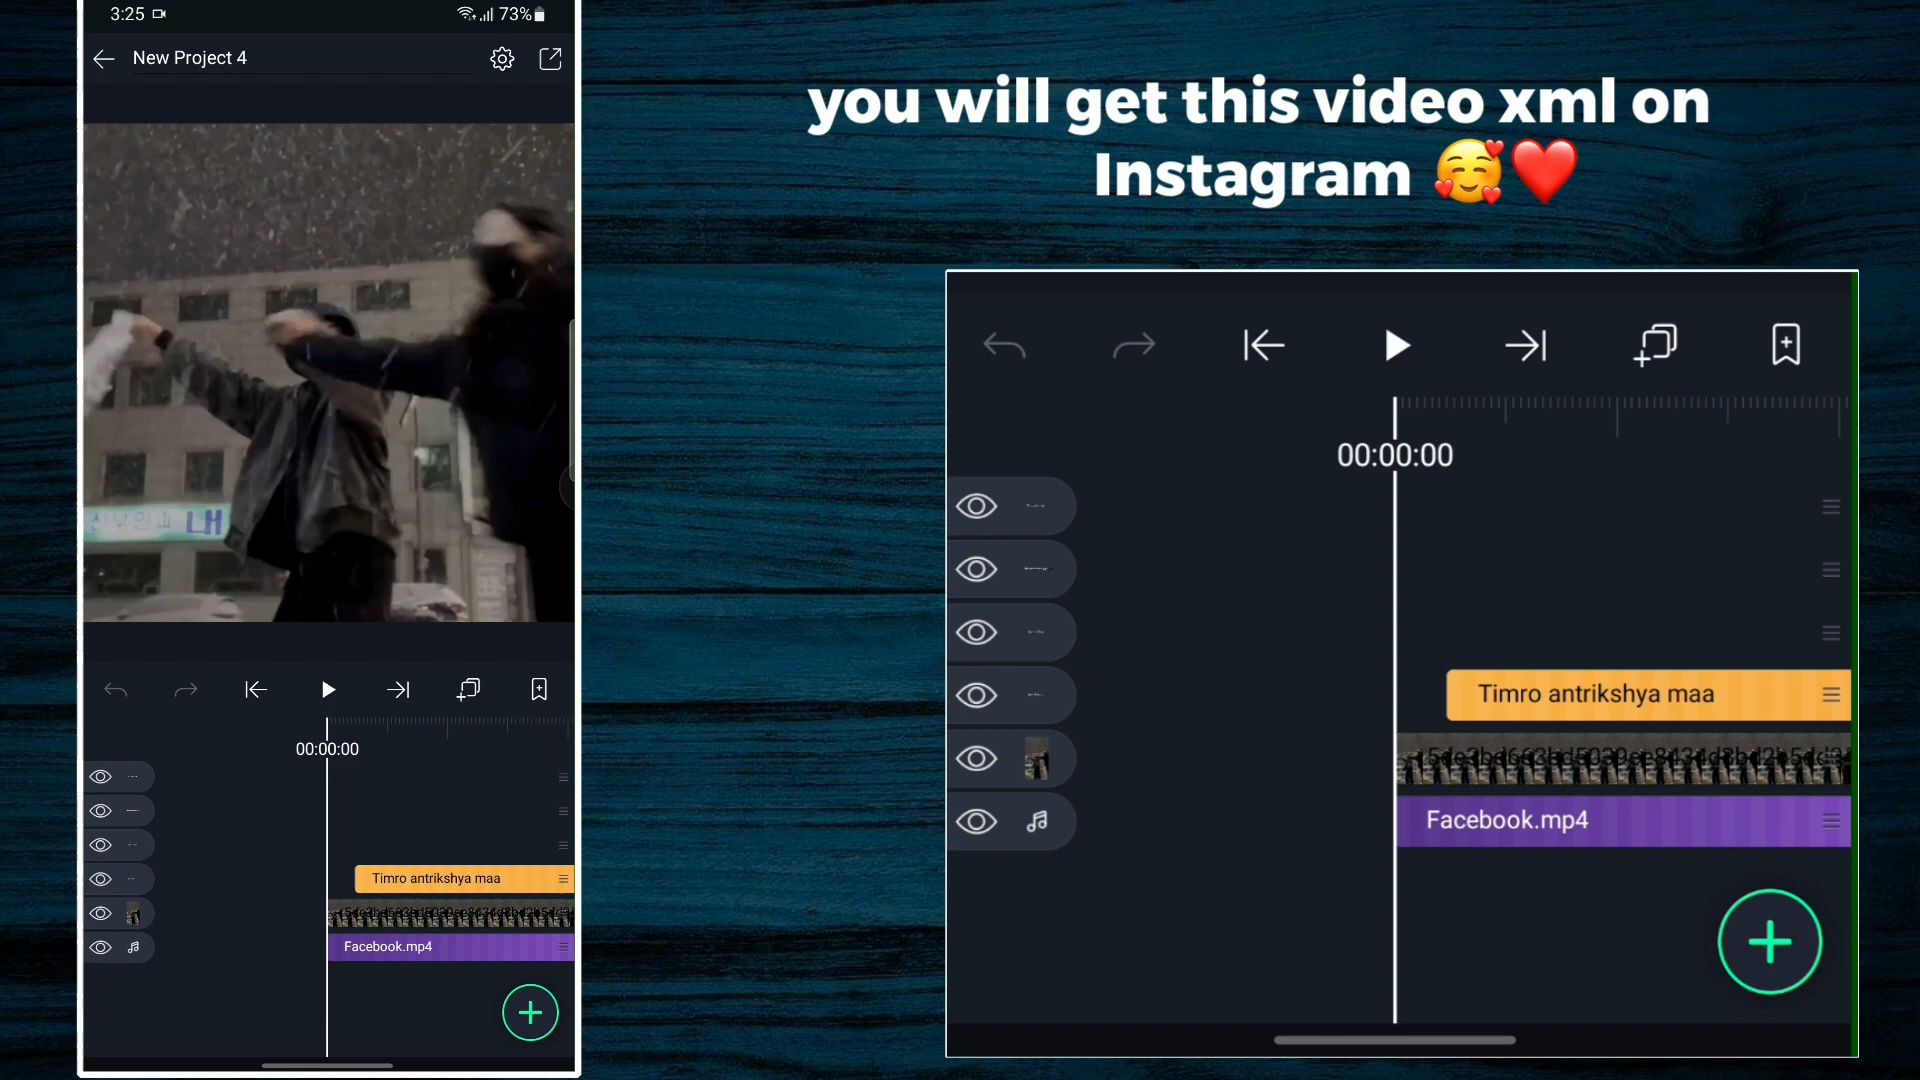 3:25
73%
New Project 4
you will get this video xml on
Instagram 🥰❤️
내
00:00:00
Timro antrikshya maa
Facebook.mp4
00:00:00
Timro antrikshya maa
Facebook.mp4